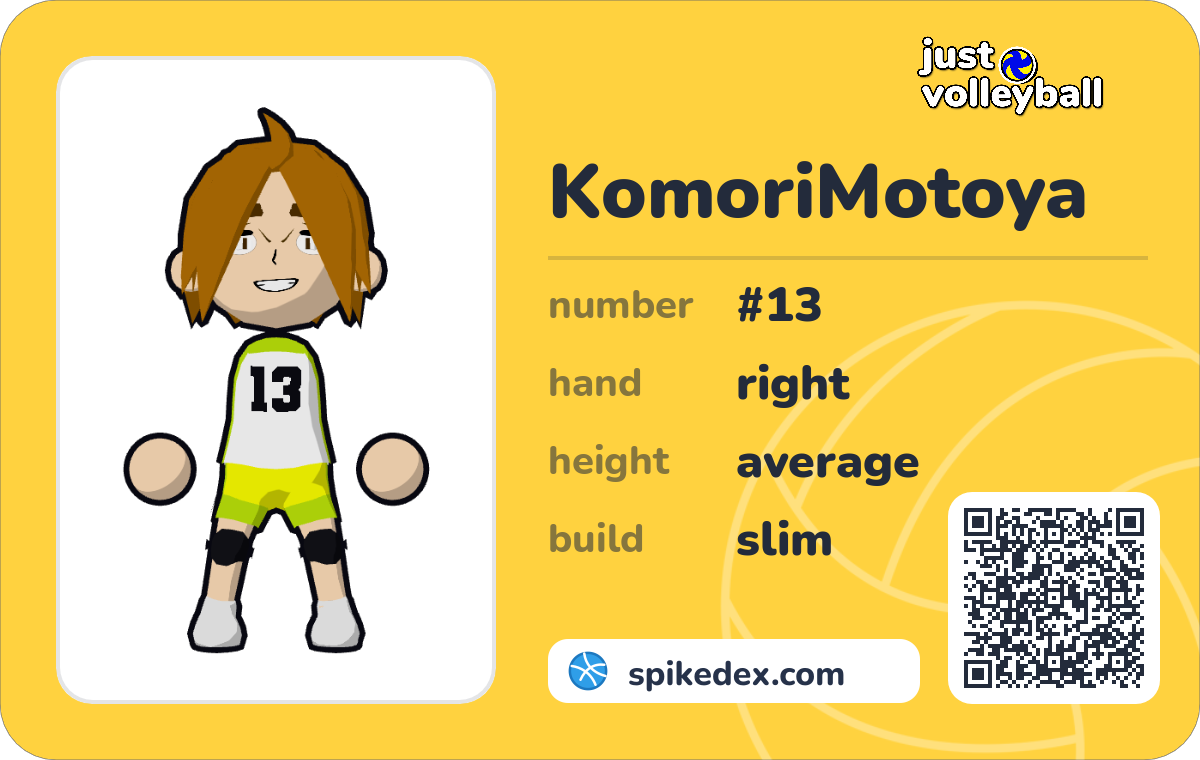 just
volleyball
KomoriMotoya
number #13
hand right
height average
build slim
13
spikedex.com